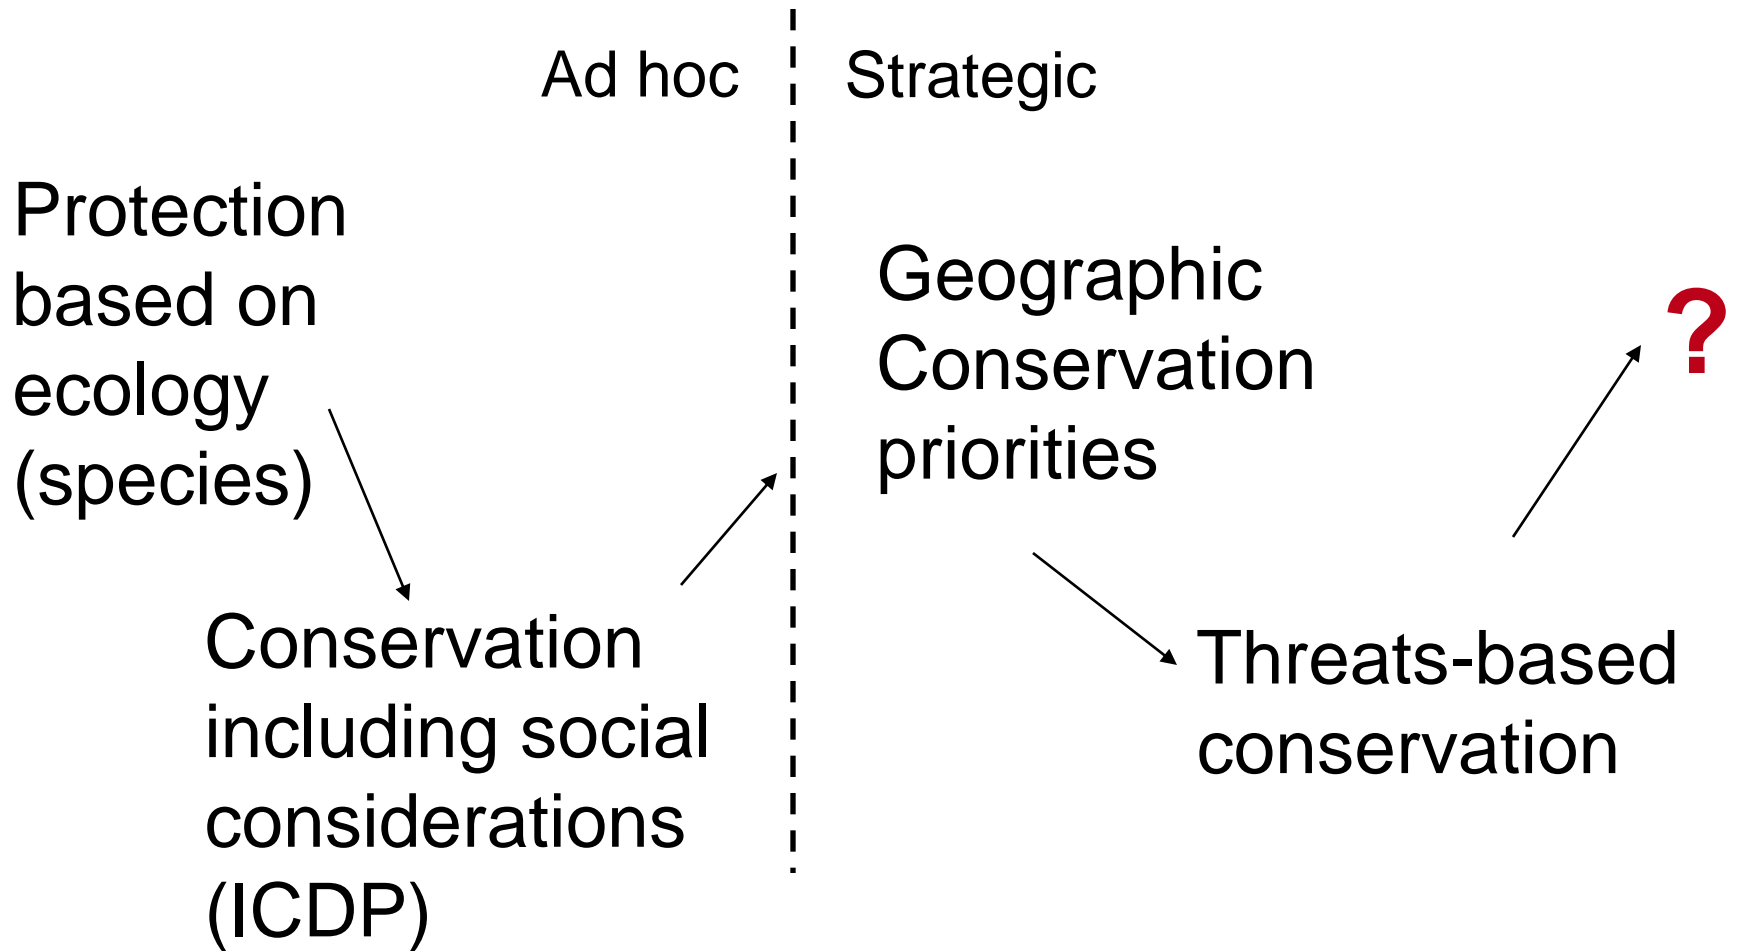 Ad hoc
Strategic
Protection
based on
ecology
(species)
Conservation
including social
considerations
(ICDP)
Geographic
Conservation
priorities
Threats-based
conservation
?